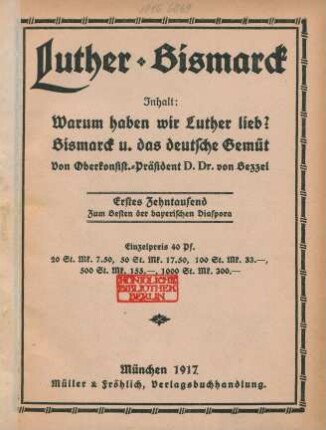 Luther + Bismarck
Inhalt:
Warum haben wir Luther lieb?
Bismarck u. das deutsche Gemüt
Von Oberkonsist.-Präsident D. Dr. von Bezzel
Erstes Zehntausend
Zum Besten der bayerischen Diaspora
Einzelpreis 40 Pf.
20 St. Mk. 7.50, 50 St. Mk. 17.50, 100 St. Mk. 33.—,
500 St. Mk. 155.—, 1000 St. Mk. 300.—
KÖNIGLICHE
BIBLIOTHEK
BERLIN
München 1917
Müller & Fröhlich, Verlagsbuchhandlung.